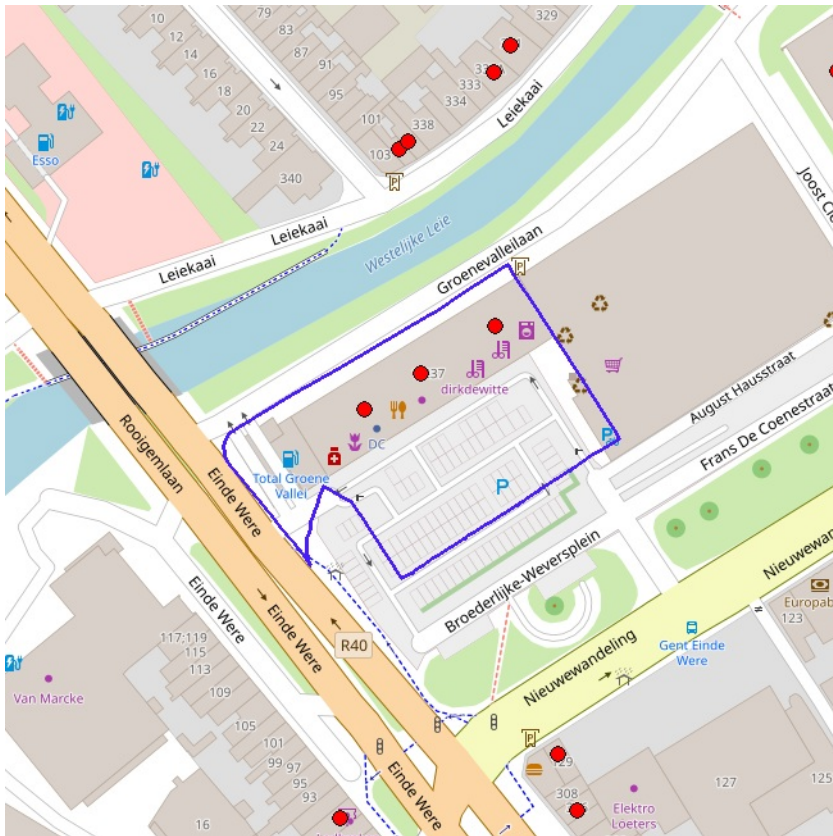 329
10
83
12
87
14
91
16
333
334
18
95
Leiekaai
20
101
338
22
24
103
Esso
340
Joost
Leiekaai
Westelijke Leie
Leiekaai
Groenevalleilaan
37
dirkdewitte
August Hausstraat
DC
Frans De Coenestraat
Rooigemlaan
Einde Were
Total Groene
Vallei
P
P
Broederlijke-Weversplein
Einde Were
Einde Were
R40
117;119
115
113
Nieuwewandeling
Gent Einde
Were
123
Van Marcke
109
105
101
99
97
95
93
Einde Were
129
127
125
308
16
Elektro
Loeters